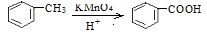 CH3 KMnO4 COOH
H+ .